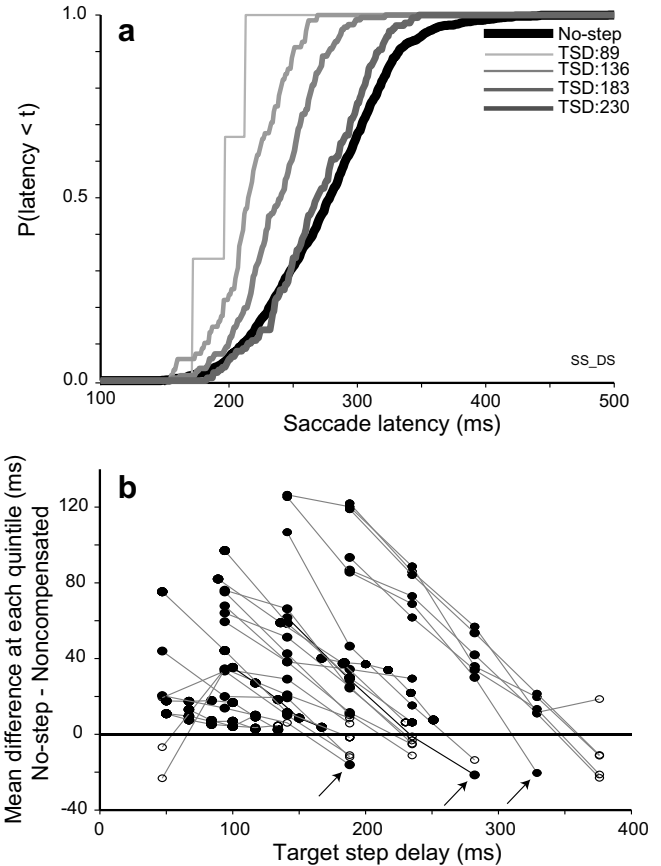 a
1.0
0.5
0.0
P(latency < t)
No-step
TSD:89
TSD:136
TSD:183
TSD:230
SS_DS
100 200 300 400 500
Saccade latency (ms)
b
120
80
40
0
-40
Mean difference at each quintile (ms)
No-step - Noncompensated
0 100 200 300 400
Target step delay (ms)